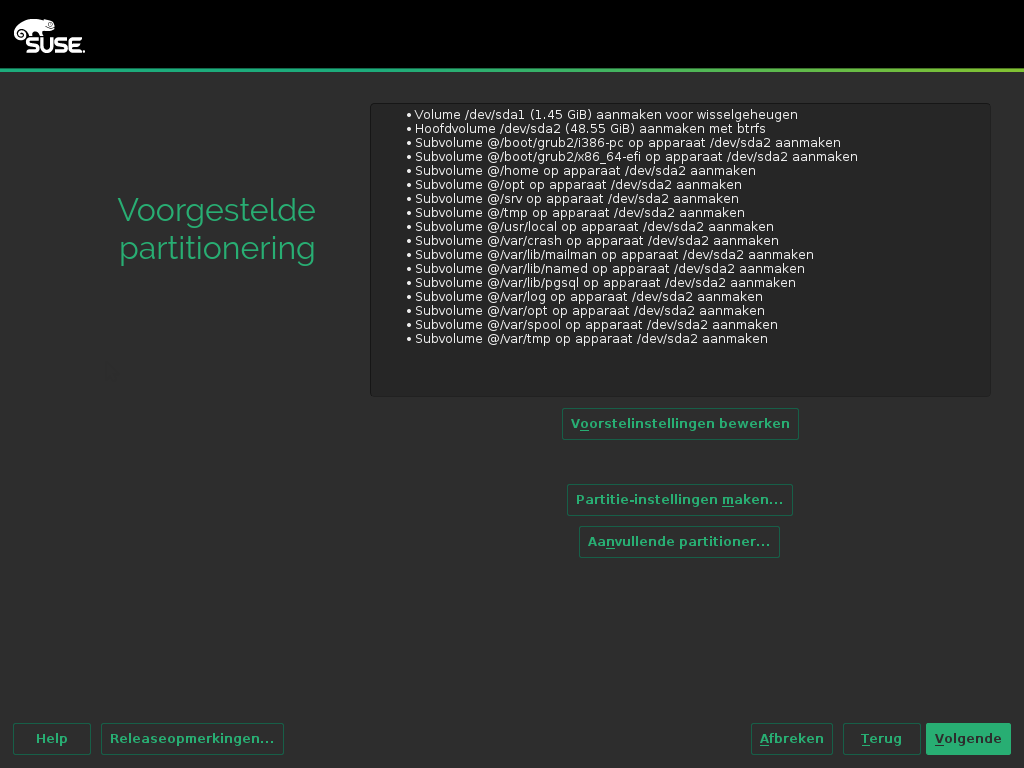 SUSE.
Voorgestelde
partitionering
• Volume /dev/sda1 (1.45 GiB) aanmaken voor wisselgeheugen
• Hoofdvolume /dev/sda2 (48.55 GiB) aanmaken met btrfs
• Subvolume @/boot/grub2/i386-pc op apparaat /dev/sda2 aanmaken
• Subvolume @/boot/grub2/x86_64-efi op apparaat /dev/sda2 aanmaken
• Subvolume @/home op apparaat /dev/sda2 aanmaken
• Subvolume @/opt op apparaat /dev/sda2 aanmaken
• Subvolume @/srv op apparaat /dev/sda2 aanmaken
• Subvolume @/tmp op apparaat /dev/sda2 aanmaken
• Subvolume @/usr/local op apparaat /dev/sda2 aanmaken
• Subvolume @/var/crash op apparaat /dev/sda2 aanmaken
• Subvolume @/var/lib/mailman op apparaat /dev/sda2 aanmaken
• Subvolume @/var/lib/named op apparaat /dev/sda2 aanmaken
• Subvolume @/var/lib/pgsql op apparaat /dev/sda2 aanmaken
• Subvolume @/var/log op apparaat /dev/sda2 aanmaken
• Subvolume @/var/opt op apparaat /dev/sda2 aanmaken
• Subvolume @/var/spool op apparaat /dev/sda2 aanmaken
• Subvolume @/var/tmp op apparaat /dev/sda2 aanmaken
Voorstelinstellingen bewerken
Partitie-instellingen maken...
Aanvullende partitioner...
Help
Releaseopmerkingen...
Afbreken
Terug
Volgende